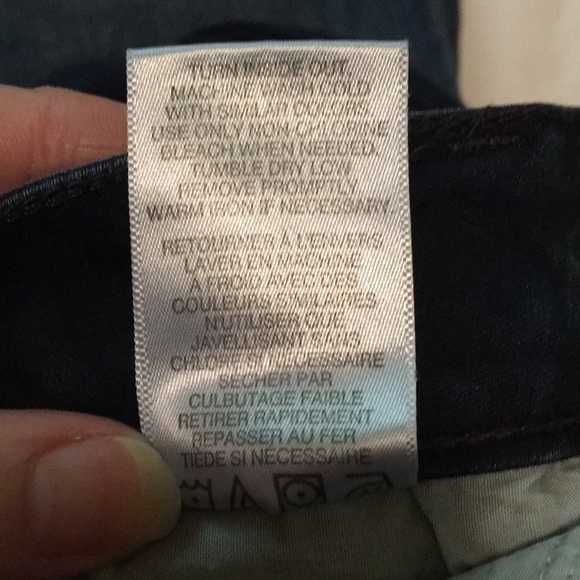 TURN INSIDE OUT.
MACHINE WASH COLD
WITH SIMILAR COLORS
USE ONLY NON-CHLORINE
BLEACH WHEN NEEDED.
TUMBLE DRY LOW
REMOVE PROMPTLY
WARM IRON IF NECESSARY.
RETOURNER À L'ENVERS
LAVER EN MACHINE
À FROID AVEC DES
COULEURS SIMILAIRES
N'UTILISER QUE
JAVELLISANT SANS
CHLORE SI NÉCESSAIRE
SÉCHER PAR
CULBUTAGE FAIBLE
RETIRER RAPIDEMENT
REPASSER AU FER
TIÈDE SI NECESSAIRE